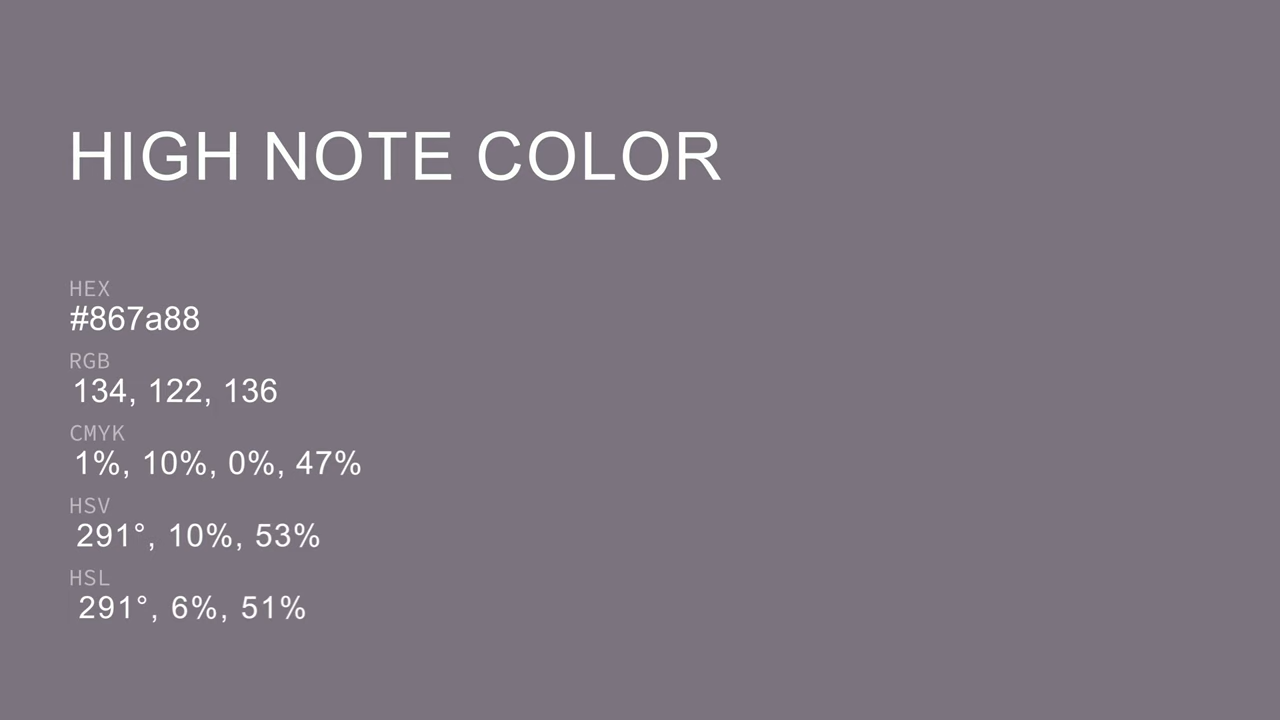 HIGH NOTE COLOR
HEX
#867a88
RGB
134, 122, 136
CMYK
1%, 10%, 0%, 47%
HSV
291°, 10%, 53%
HSL
291°, 6%, 51%